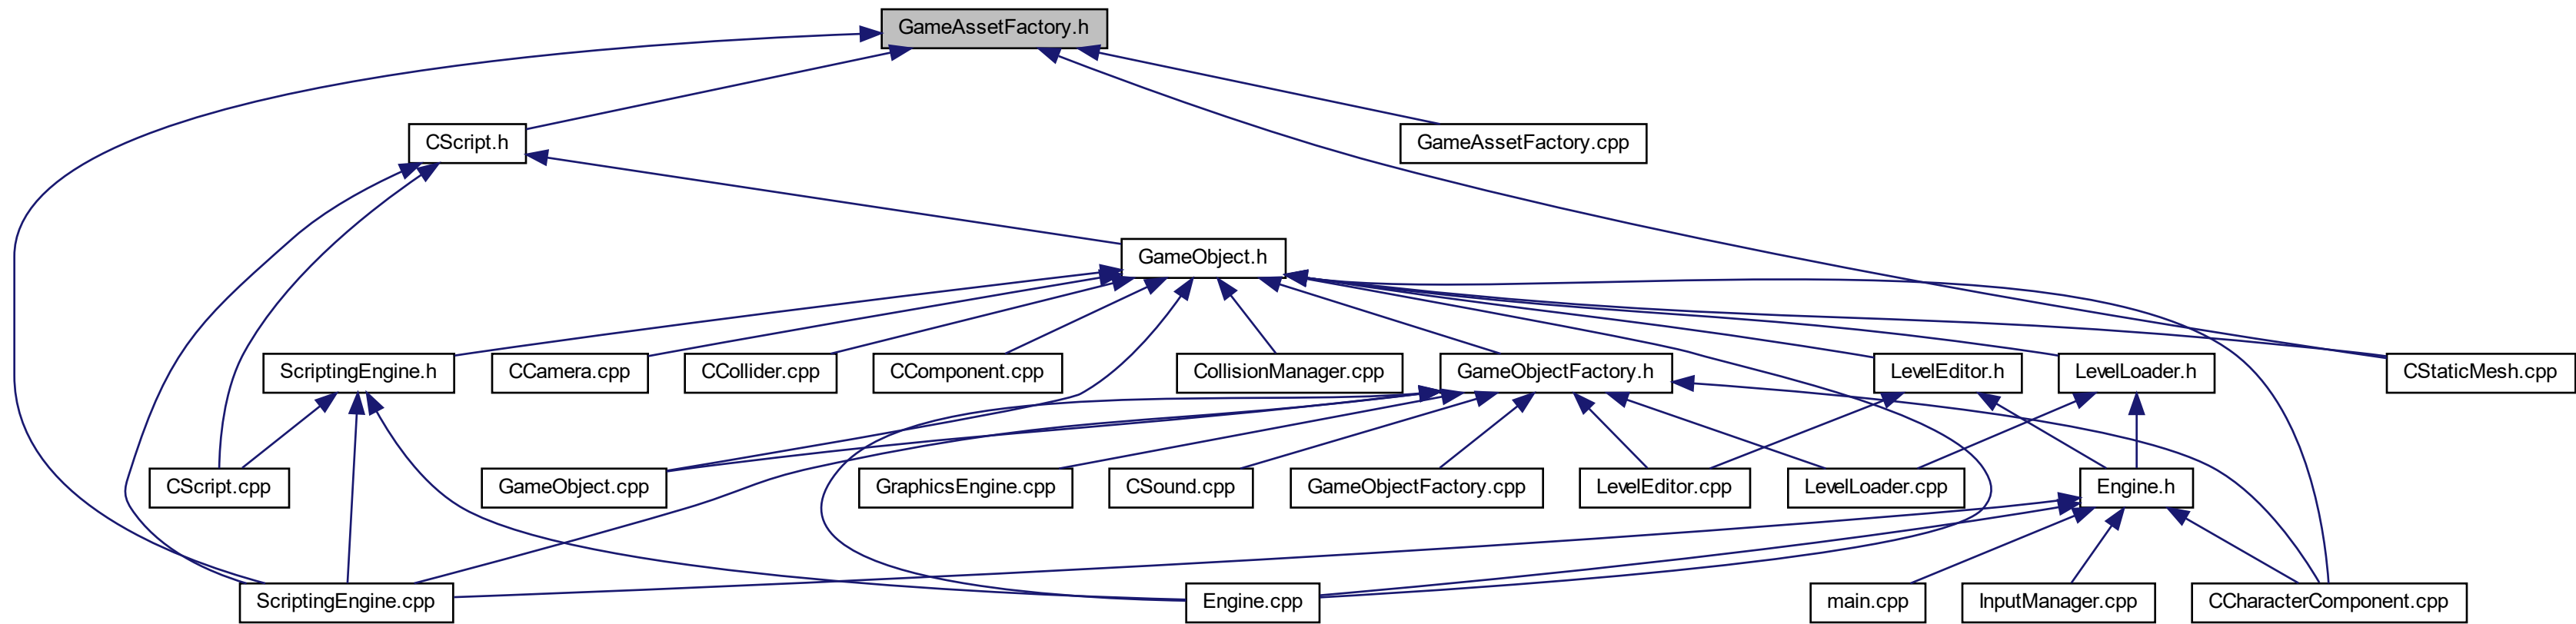 GameAssetFactory.h
CScript.h
GameAssetFactory.cpp
GameObject.h
ScriptingEngine.h
CCamera.cpp
CCollider.cpp
CComponent.cpp
CollisionManager.cpp
GameObjectFactory.h
LevelEditor.h
LevelLoader.h
CStaticMesh.cpp
CScript.cpp
GameObject.cpp
GraphicsEngine.cpp
CSound.cpp
GameObjectFactory.cpp
LevelEditor.cpp
LevelLoader.cpp
Engine.h
ScriptingEngine.cpp
Engine.cpp
main.cpp
InputManager.cpp
CCharacterComponent.cpp